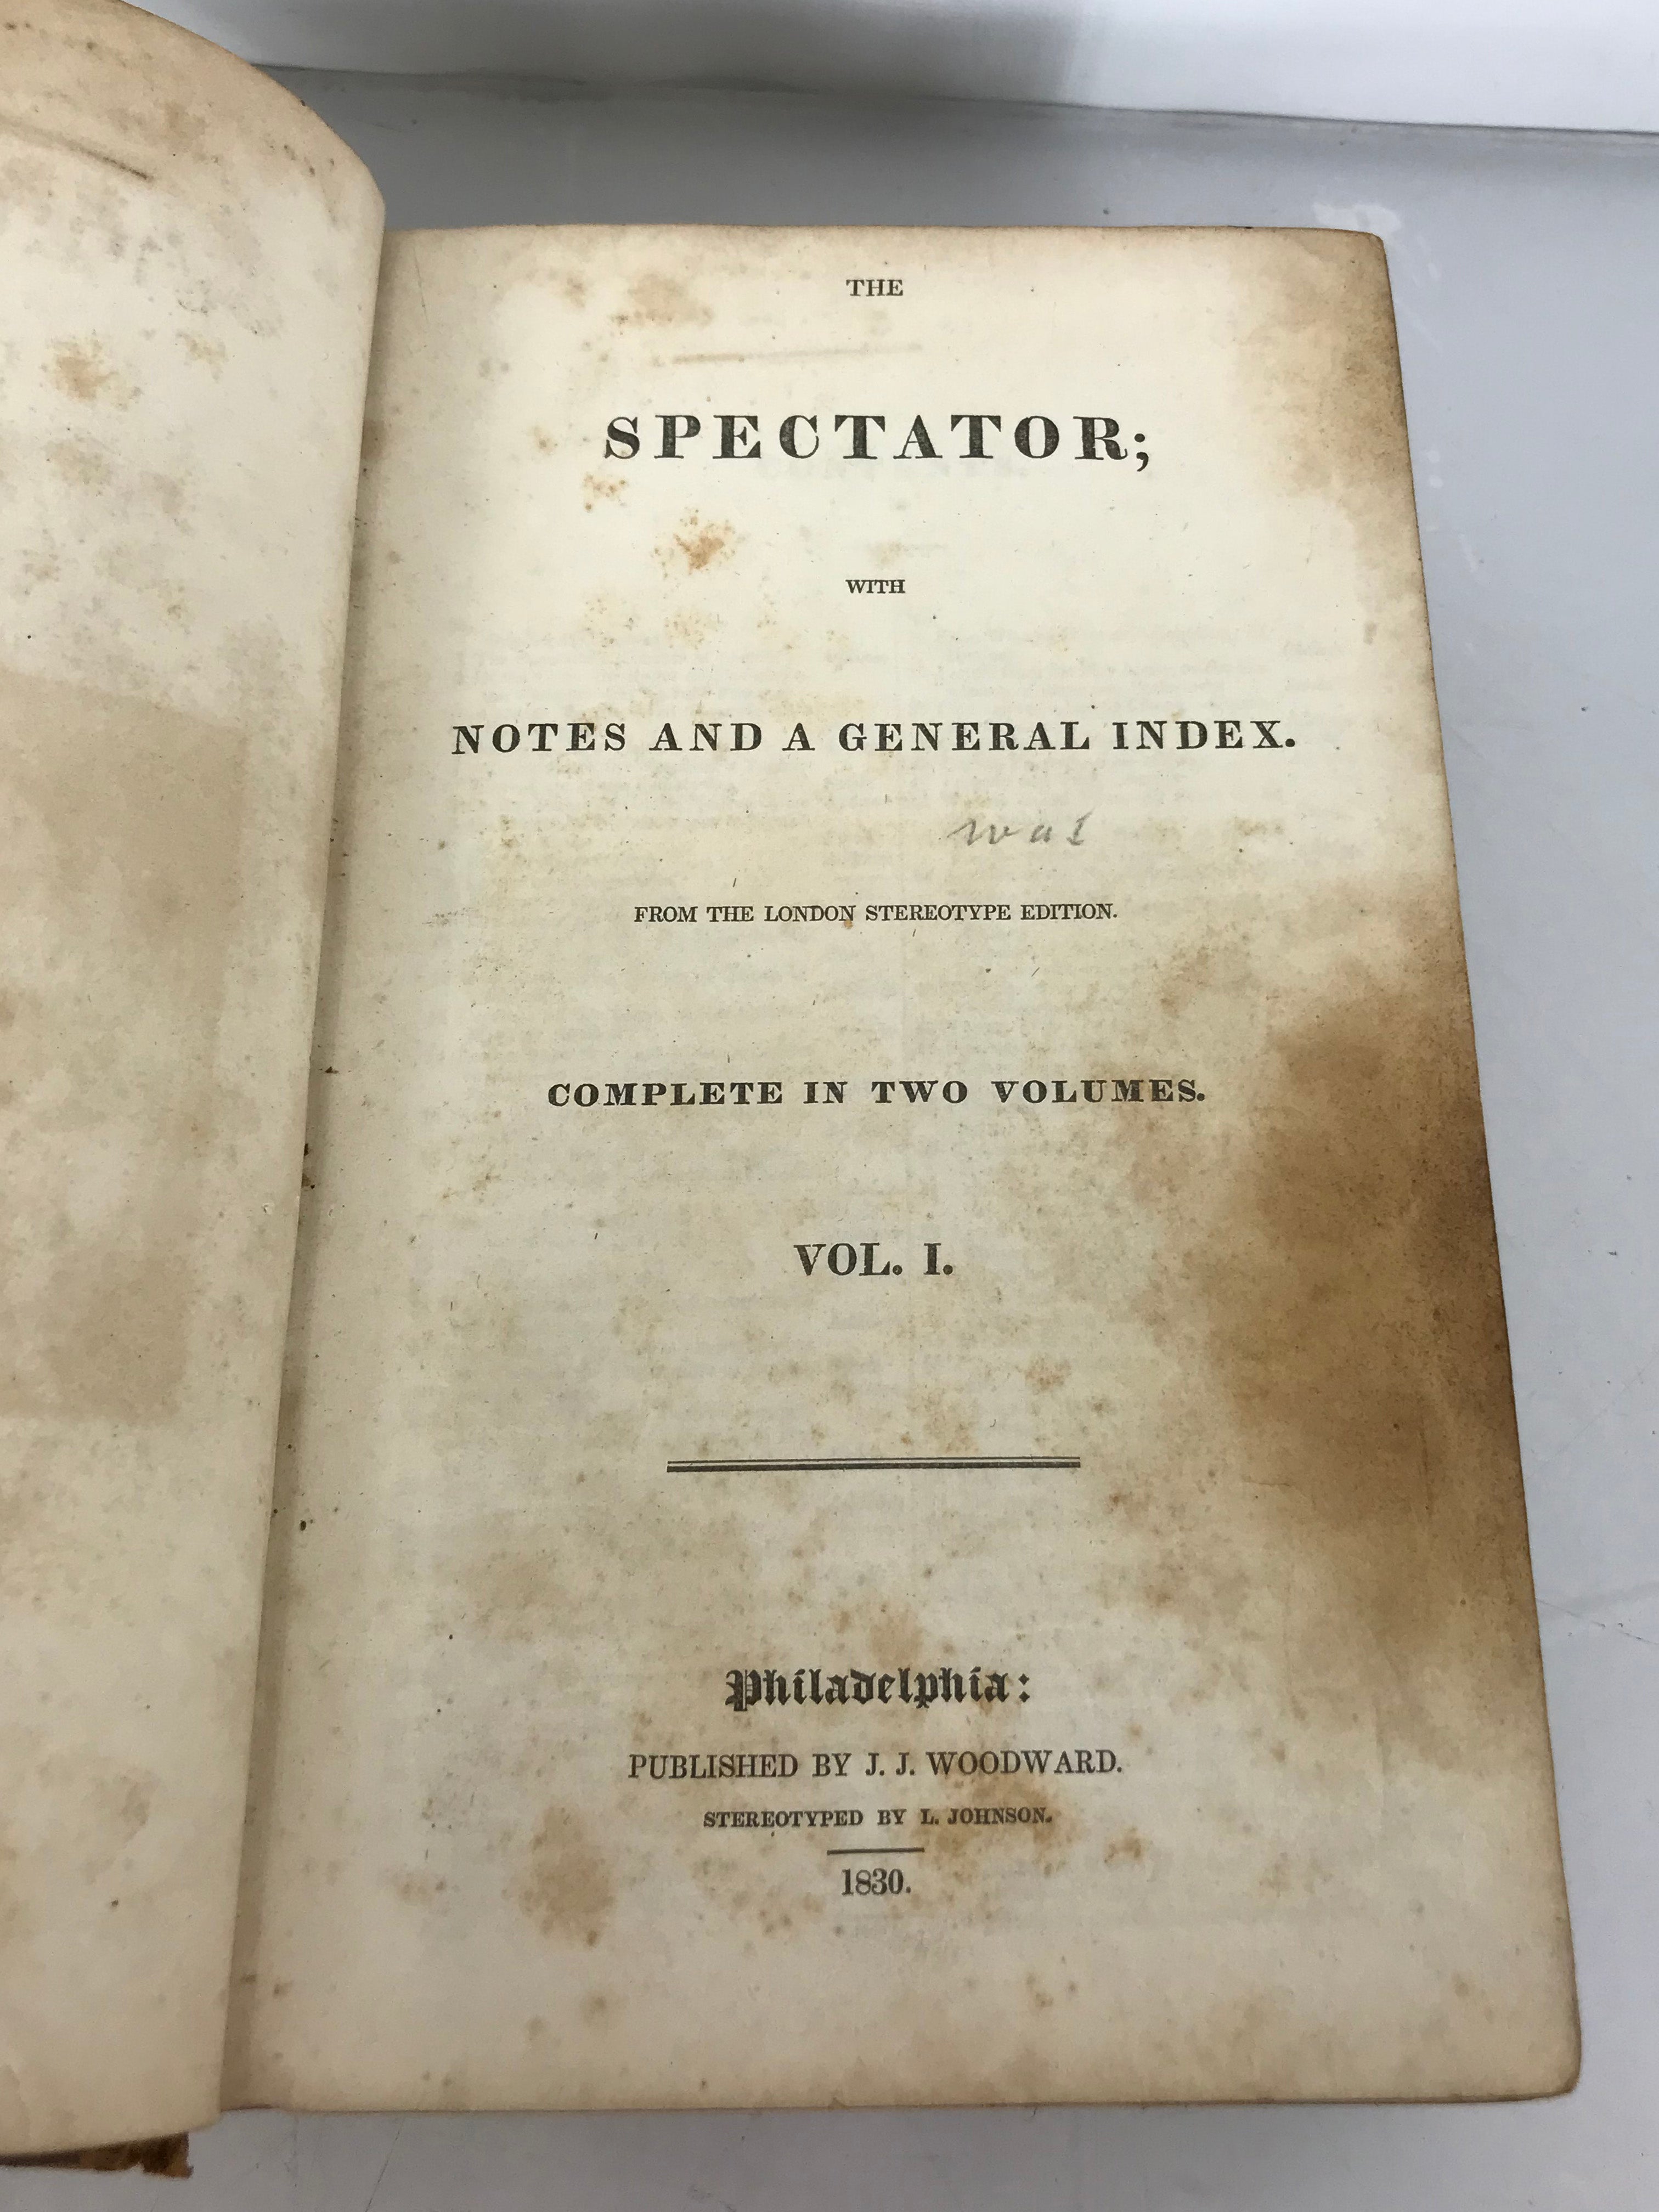 THE
SPECTATOR;
WITH
NOTES AND A GENERAL INDEX.
FROM THE LONDON STEREOTYPE EDITION.
COMPLETE IN TWO VOLUMES.
VOL. I.
Philadelphia:
PUBLISHED BY J. J. WOODWARD.
STEREOTYPED BY L. JOHNSON.
1830.